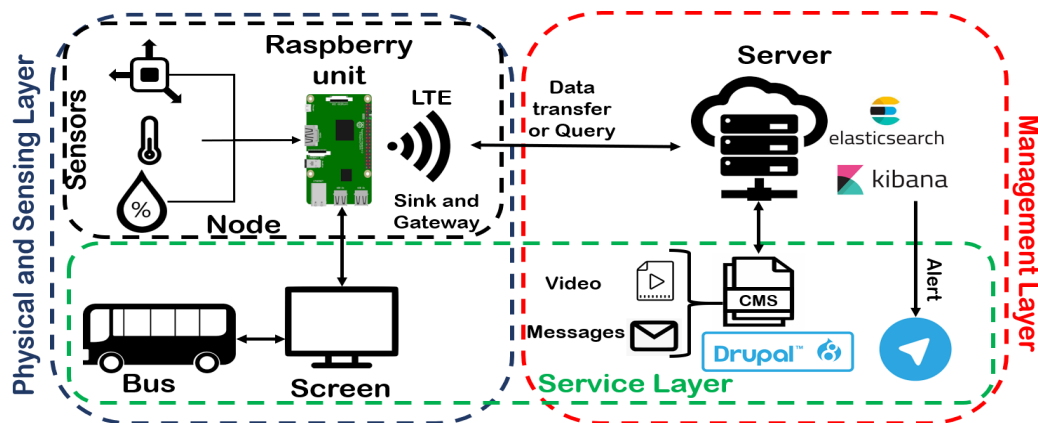 Physical and Sensing Layer
Sensors
%
Raspberry
unit
LTE
Sink and
Gateway
Node
Data
transfer
or Query
Server
elasticsearch
kibana
Management Layer
Bus
Screen
Video
Messages
CMS
Drupal™
Alert
Service Layer